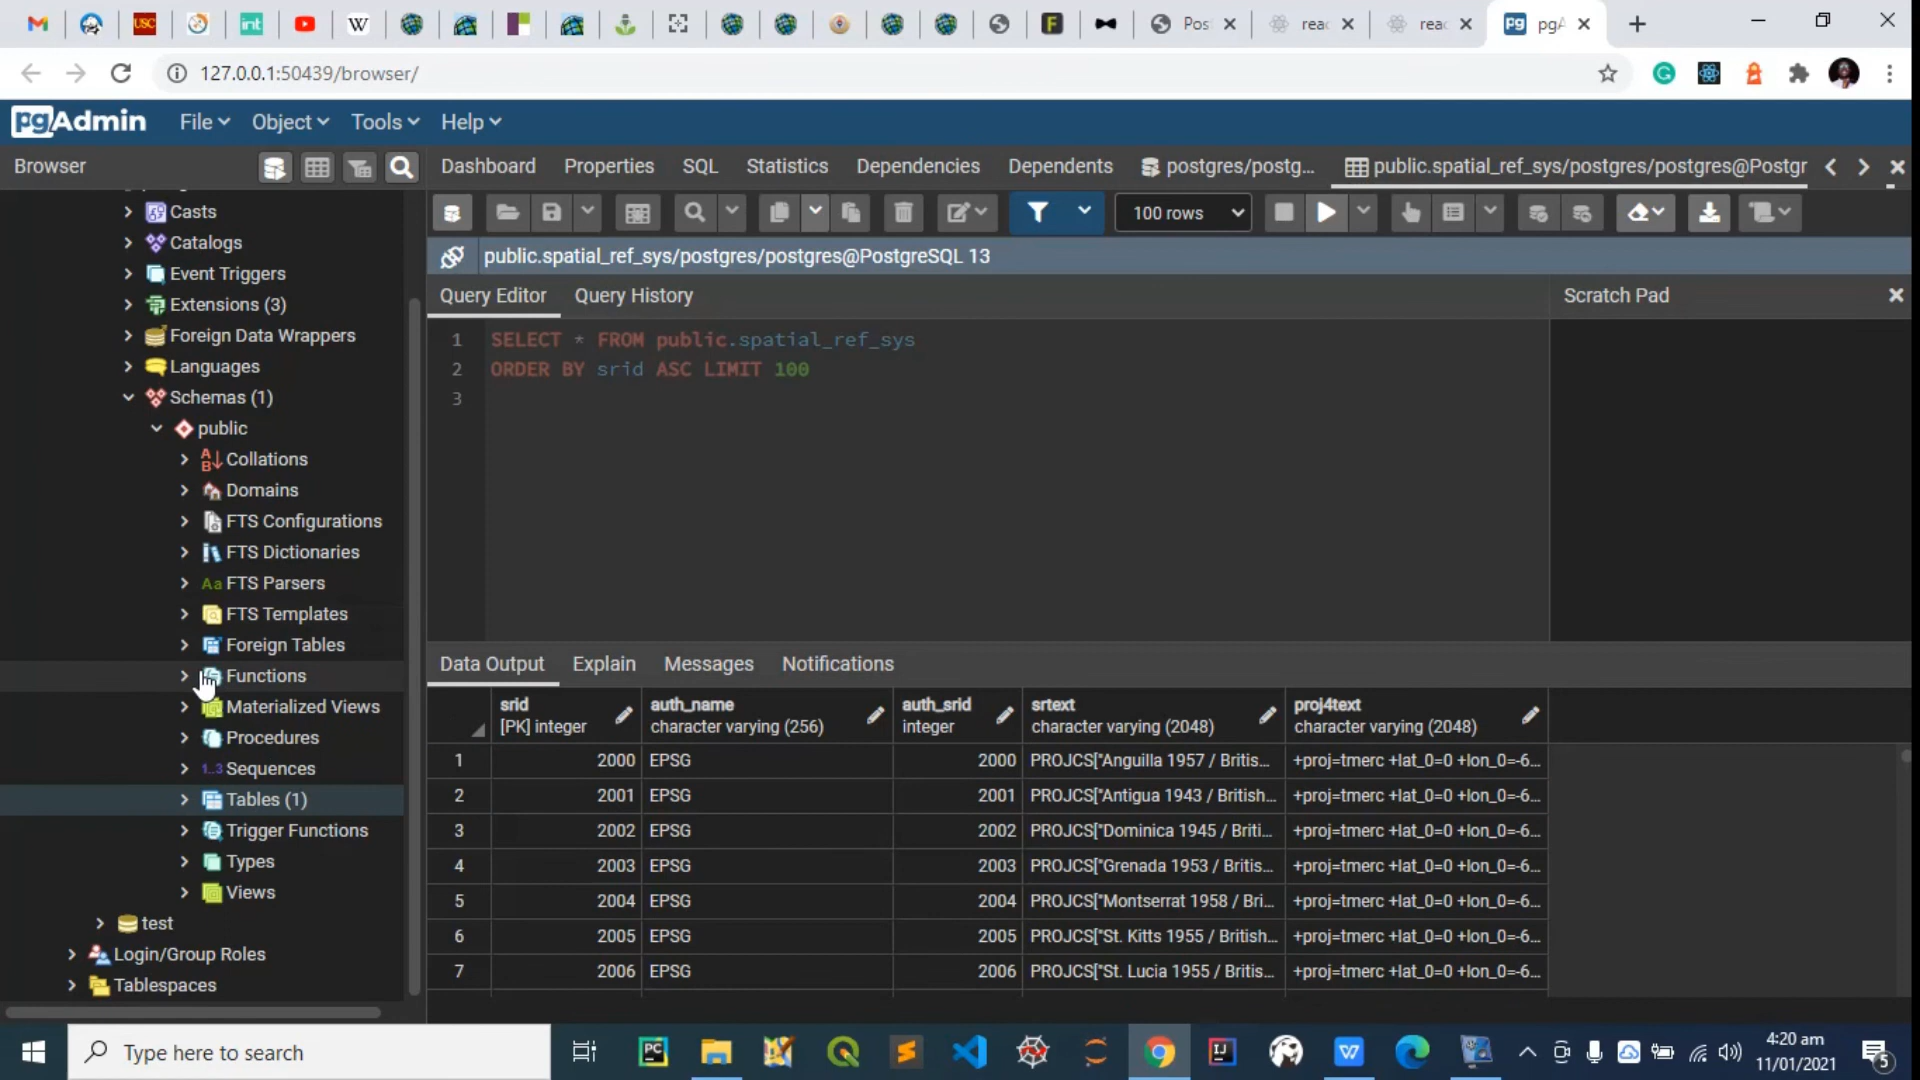 USC
int
W
F
Pos
reac
reac
pgA
127.0.0.1:50439/browser/
pgAdmin
File
Object
Tools
Help
Browser
Dashboard
Properties
SQL
Statistics
Dependencies
Dependents
postgres/postg...
public.spatial_ref_sys/postgres/postgres@Postgr
100 rows
public.spatial_ref_sys/postgres/postgres@PostgreSQL 13
Query Editor
Query History
Scratch Pad
1 SELECT * FROM public.spatial_ref_sys
2 ORDER BY srid ASC LIMIT 100
3
Casts
Catalogs
Event Triggers
Extensions (3)
Foreign Data Wrappers
Languages
Schemas (1)
public
Collations
Domains
FTS Configurations
FTS Dictionaries
Aa FTS Parsers
FTS Templates
Foreign Tables
Functions
Materialized Views
Procedures
1..3 Sequences
Tables (1)
Trigger Functions
Types
Views
test
Login/Group Roles
Tablespaces
Data Output
Explain
Messages
Notifications
srid
[PK] integer
auth_name
character varying (256)
auth_srid
integer
srtext
character varying (2048)
proj4text
character varying (2048)
1 2000 EPSG 2000 PROJCS["Anguilla 1957 / Britis... +proj=tmerc +lat_0=0 +lon_0=-6...
2 2001 EPSG 2001 PROJCS["Antigua 1943 / British... +proj=tmerc +lat_0=0 +lon_0=-6...
3 2002 EPSG 2002 PROJCS["Dominica 1945 / Briti... +proj=tmerc +lat_0=0 +lon_0=-6...
4 2003 EPSG 2003 PROJCS["Grenada 1953 / Britis... +proj=tmerc +lat_0=0 +lon_0=-6...
5 2004 EPSG 2004 PROJCS["Montserrat 1958 / Bri... +proj=tmerc +lat_0=0 +lon_0=-6...
6 2005 EPSG 2005 PROJCS["St. Kitts 1955 / British... +proj=tmerc +lat_0=0 +lon_0=-6...
7 2006 EPSG 2006 PROJCS["St. Lucia 1955 / Britis... +proj=tmerc +lat_0=0 +lon_0=-6...
Type here to search
4:20 am
11/01/2021
5